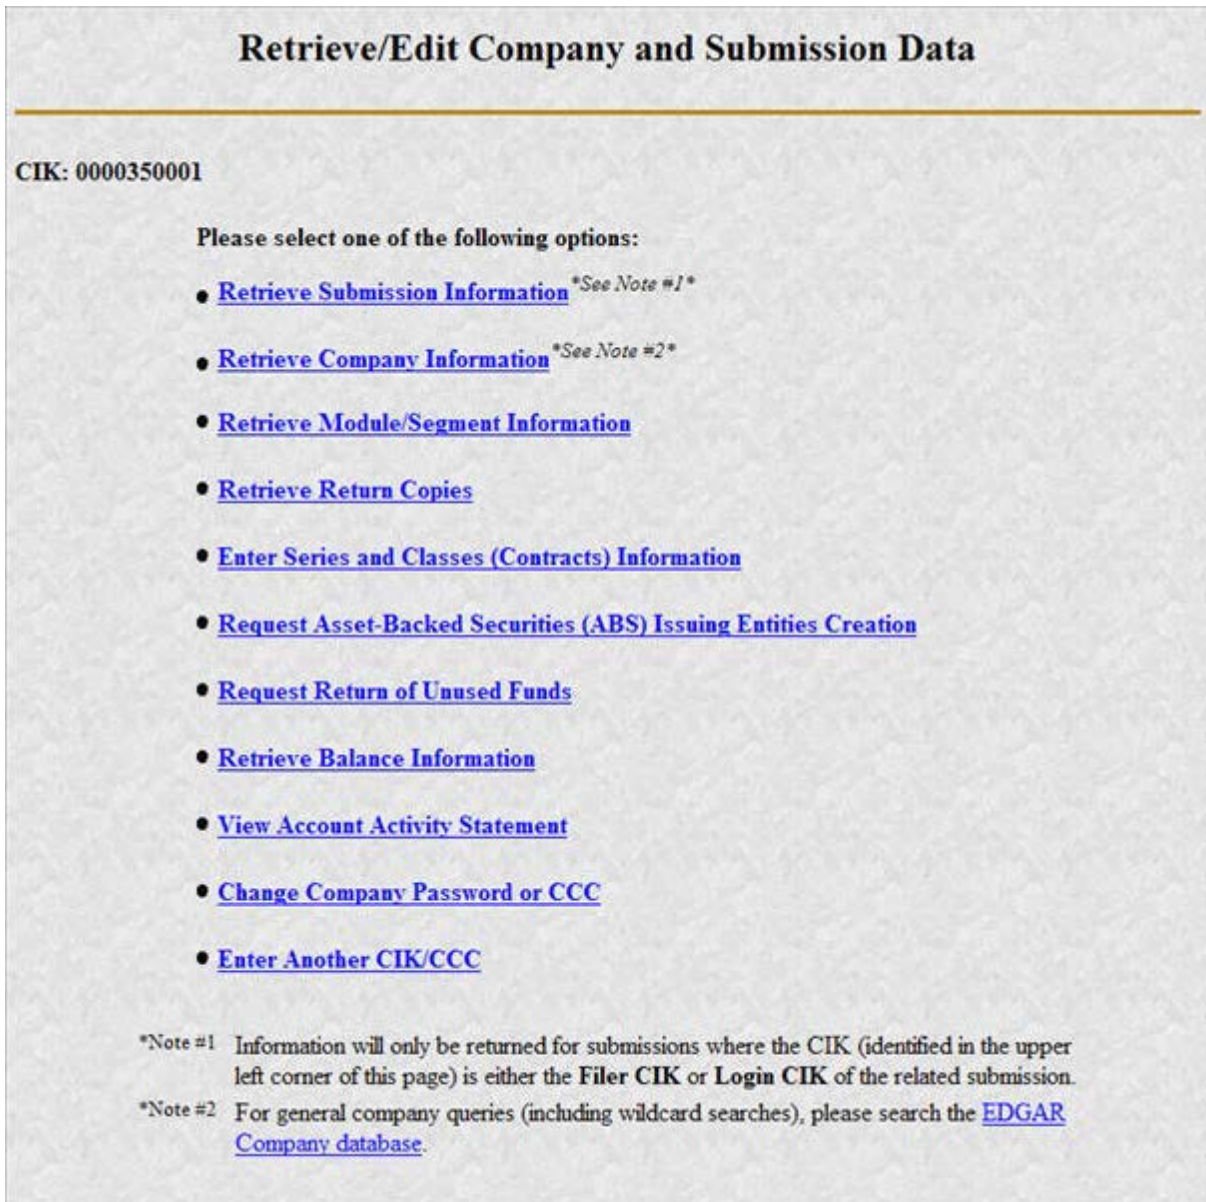 Retrieve/Edit Company and Submission Data
CIK: 0000350001
Please select one of the following options:
Retrieve Submission Information *See Note #1*
Retrieve Company Information *See Note #2*
Retrieve Module/Segment Information
Retrieve Return Copies
Enter Series and Classes (Contracts) Information
Request Asset-Backed Securities (ABS) Issuing Entities Creation
Request Return of Unused Funds
Retrieve Balance Information
View Account Activity Statement
Change Company Password or CCC
Enter Another CIK/CCC
*Note #1 Information will only be returned for submissions where the CIK (identified in the upper
left corner of this page) is either the Filer CIK or Login CIK of the related submission.
*Note #2 For general company queries (including wildcard searches), please search the EDGAR
Company database.